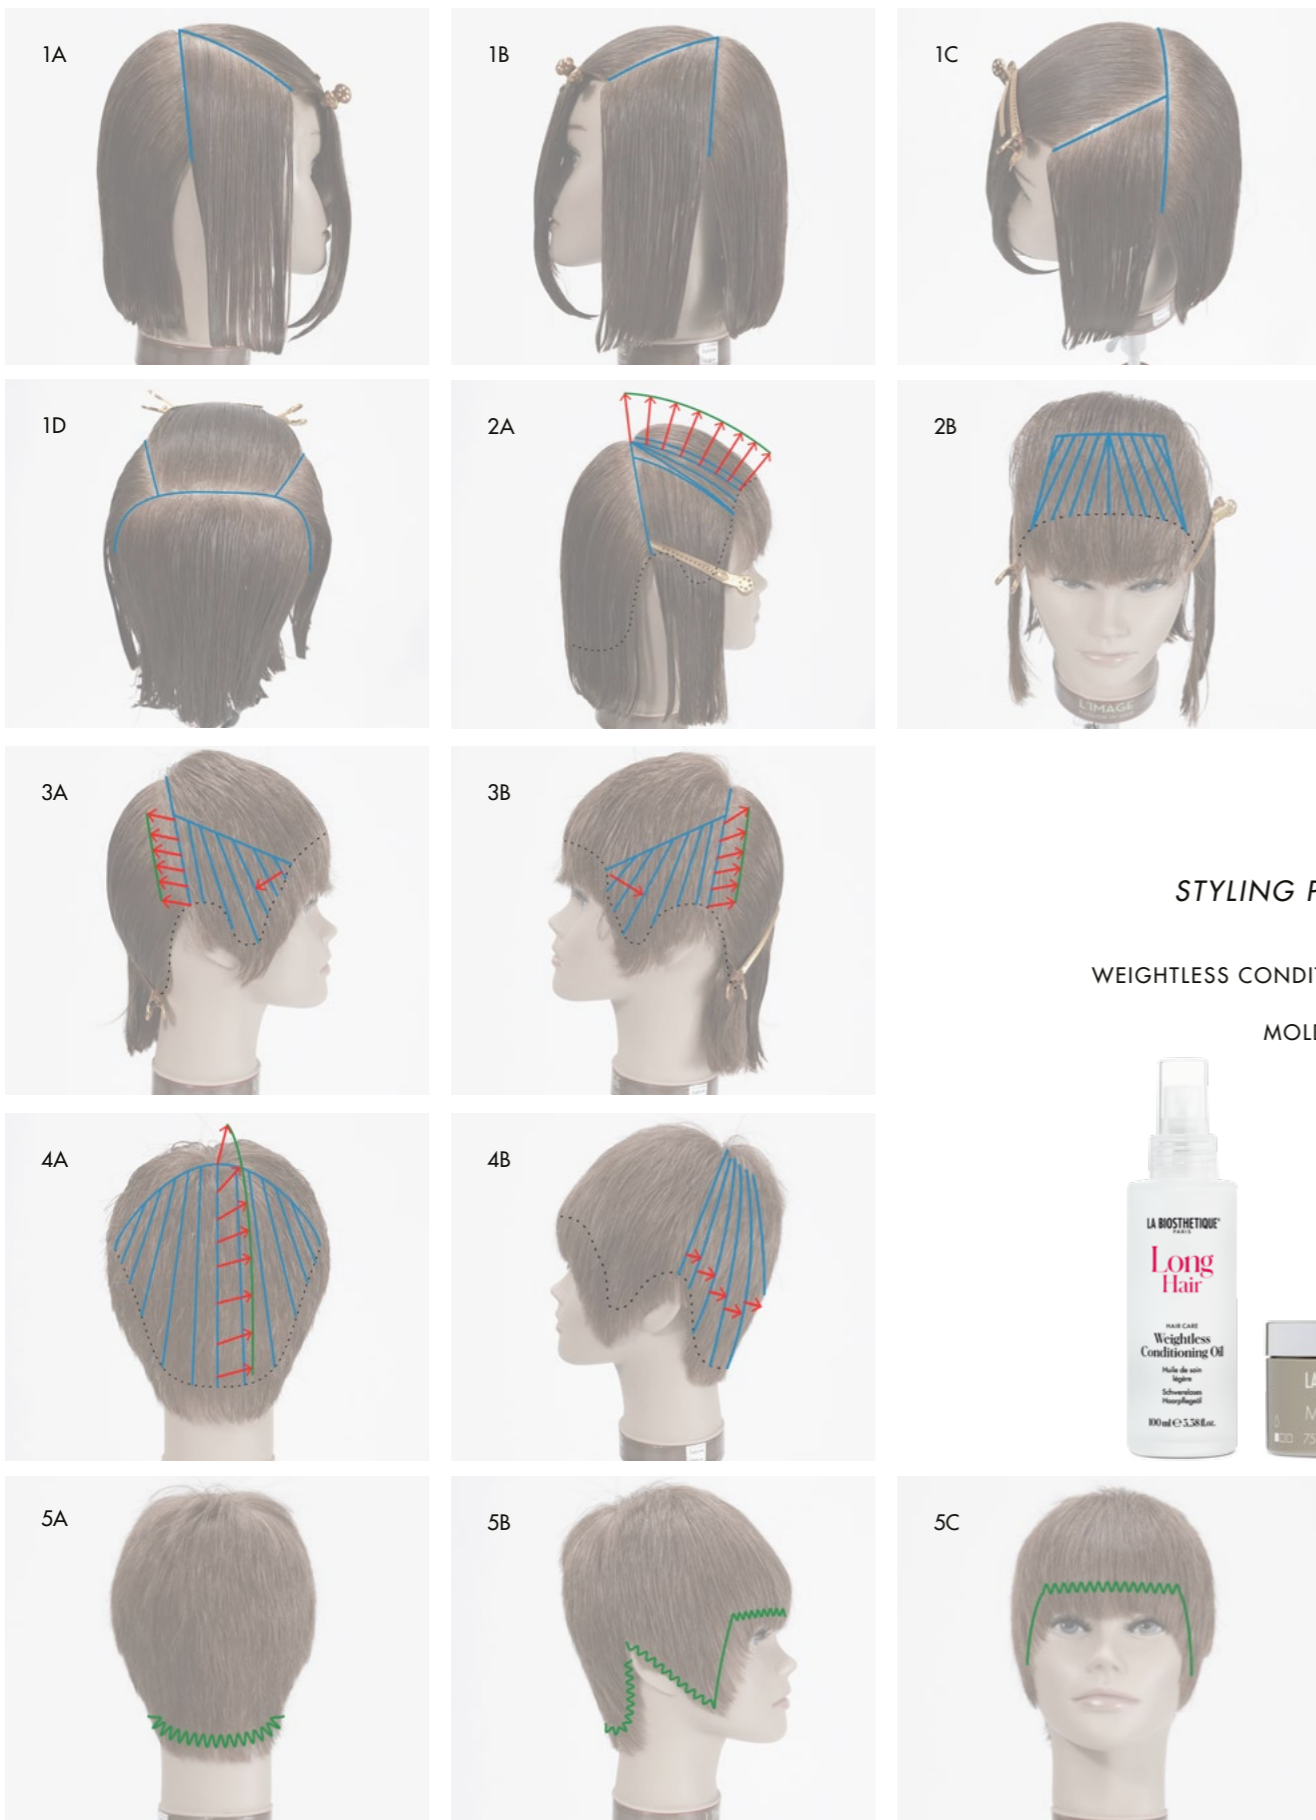 1A
1B
1C
1D
2A
2B
L'IMAGE
3A
3B
STYLING
WEIGHTLESS
4A
4B
LA BIOSTHETIQUE
PARIS
Long
Hair
HAIR CARE
Weightless
Conditioning Oil
Huile de soin
légère
Schwereloses
Haarpflegeöl
100 ml ℮ 3.38 fl.oz.
75
5A
5B
5C